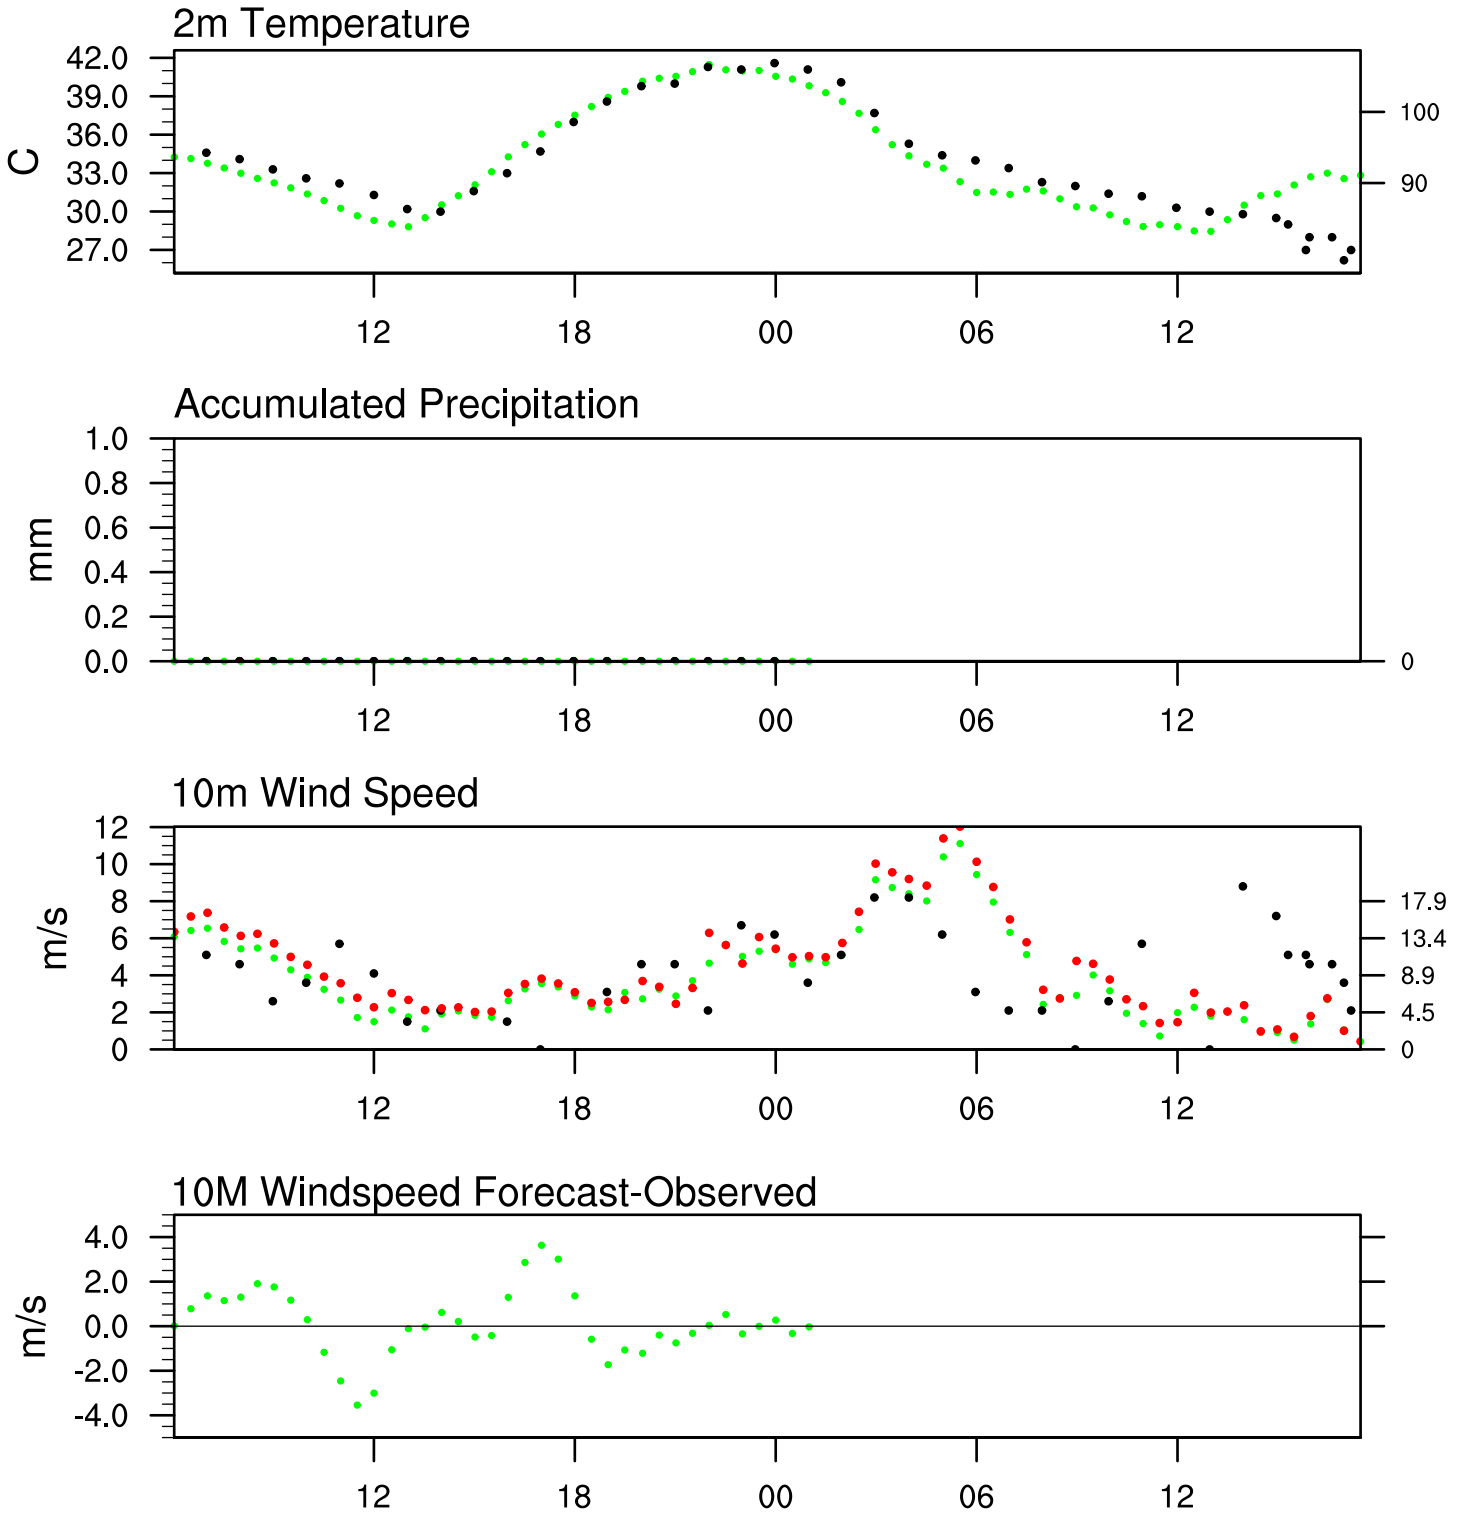 2m Temperature
42.0
39.0
36.0
33.0
30.0
27.0
C
100
90
12 18 00 06 12
Accumulated Precipitation
1.0
0.8
0.6
0.4
0.2
0.0
mm
0
12 18 00 06 12
10m Wind Speed
12
10
8
6
4
2
0
m/s
17.9
13.4
8.9
4.5
0
12 18 00 06 12
10M Windspeed Forecast-Observed
4.0
2.0
0.0
-2.0
-4.0
m/s
12 18 00 06 12